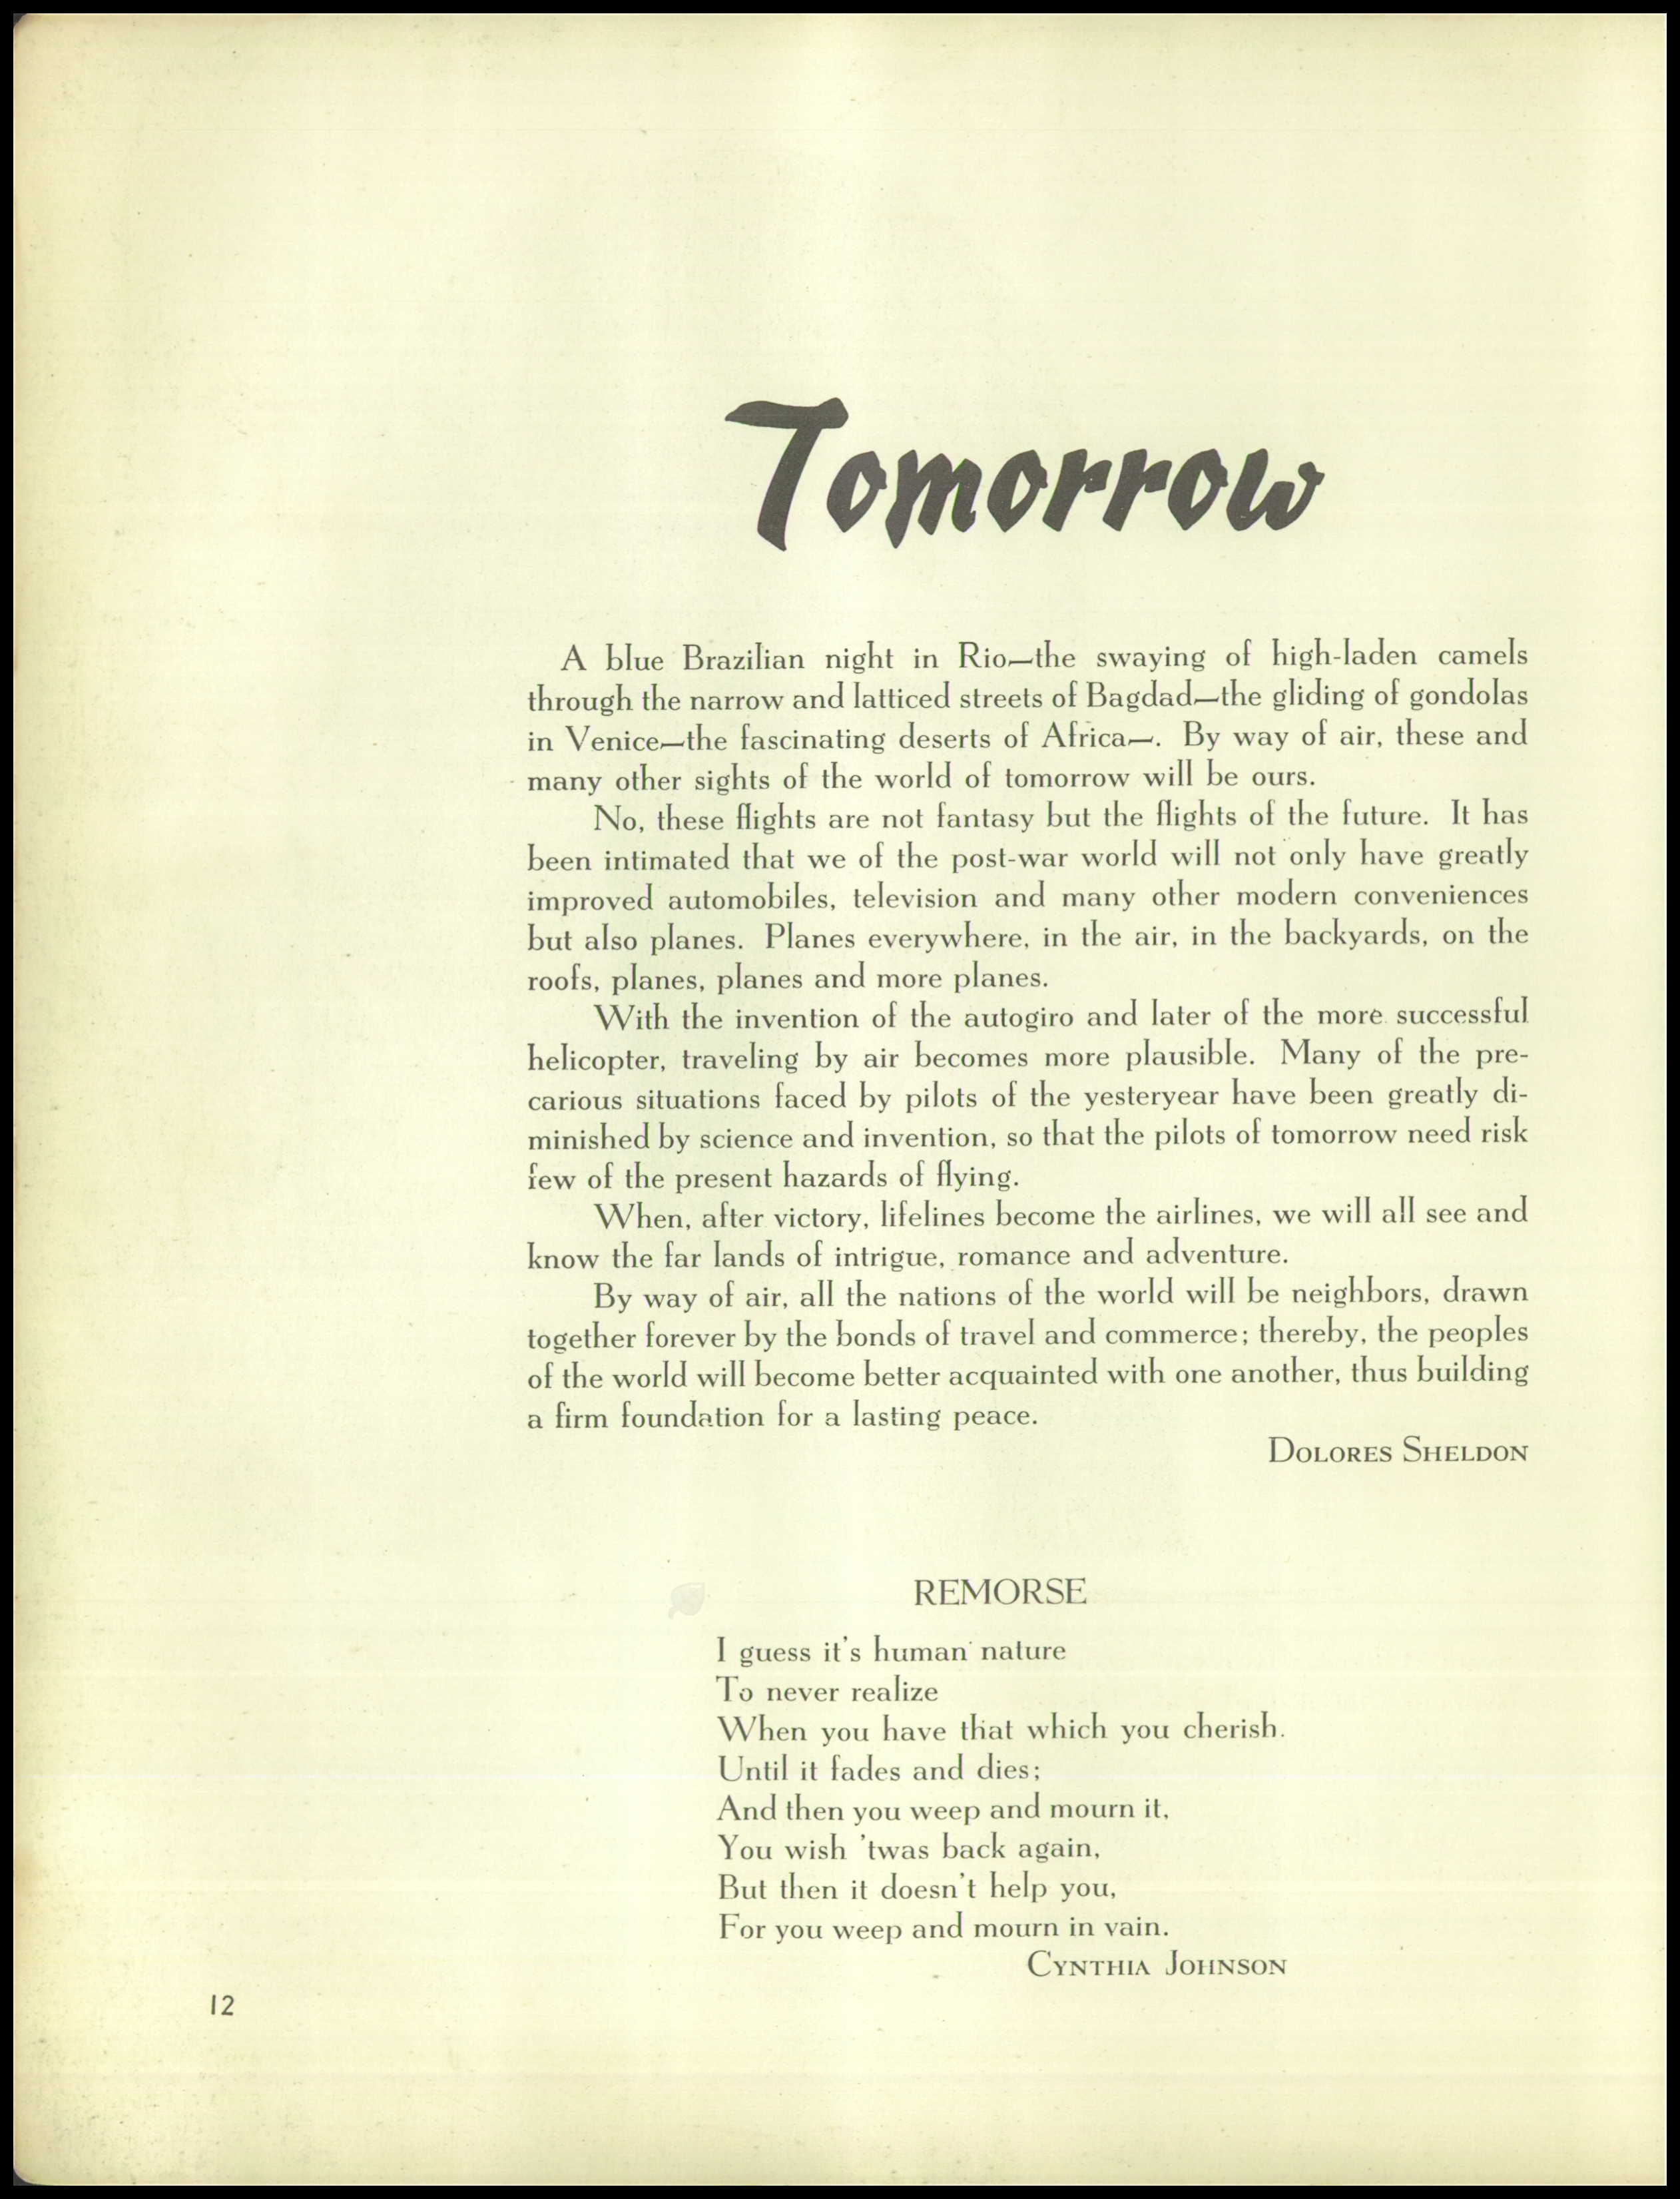 Tomorrow
A blue Brazilian night in Rio—the swaying of high-laden camels
through the narrow and latticed streets of Bagdad—the gliding of gondolas
in Venice—the fascinating deserts of Africa—. By way of air, these and
many other sights of the world of tomorrow will be ours.
No, these flights are not fantasy but the flights of the future. It has
been intimated that we of the post-war world will not only have greatly
improved automobiles, television and many other modern conveniences
but also planes. Planes everywhere, in the air, in the backyards, on the
roofs, planes, planes and more planes.
With the invention of the autogiro and later of the more successful
helicopter, traveling by air becomes more plausible. Many of the pre-
carious situations faced by pilots of the yesteryear have been greatly di-
minished by science and invention, so that the pilots of tomorrow need risk
few of the present hazards of flying.
When, after victory, lifelines become the airlines, we will all see and
know the far lands of intrigue, romance and adventure.
By way of air, all the nations of the world will be neighbors, drawn
together forever by the bonds of travel and commerce; thereby, the peoples
of the world will become better acquainted with one another, thus building
a firm foundation for a lasting peace.
DOLORES SHELDON
REMORSE
I guess it's human nature
To never realize
When you have that which you cherish.
Until it fades and dies;
And then you weep and mourn it,
You wish 'twas back again,
But then it doesn't help you,
For you weep and mourn in vain.
CYNTHIA JOHNSON
12